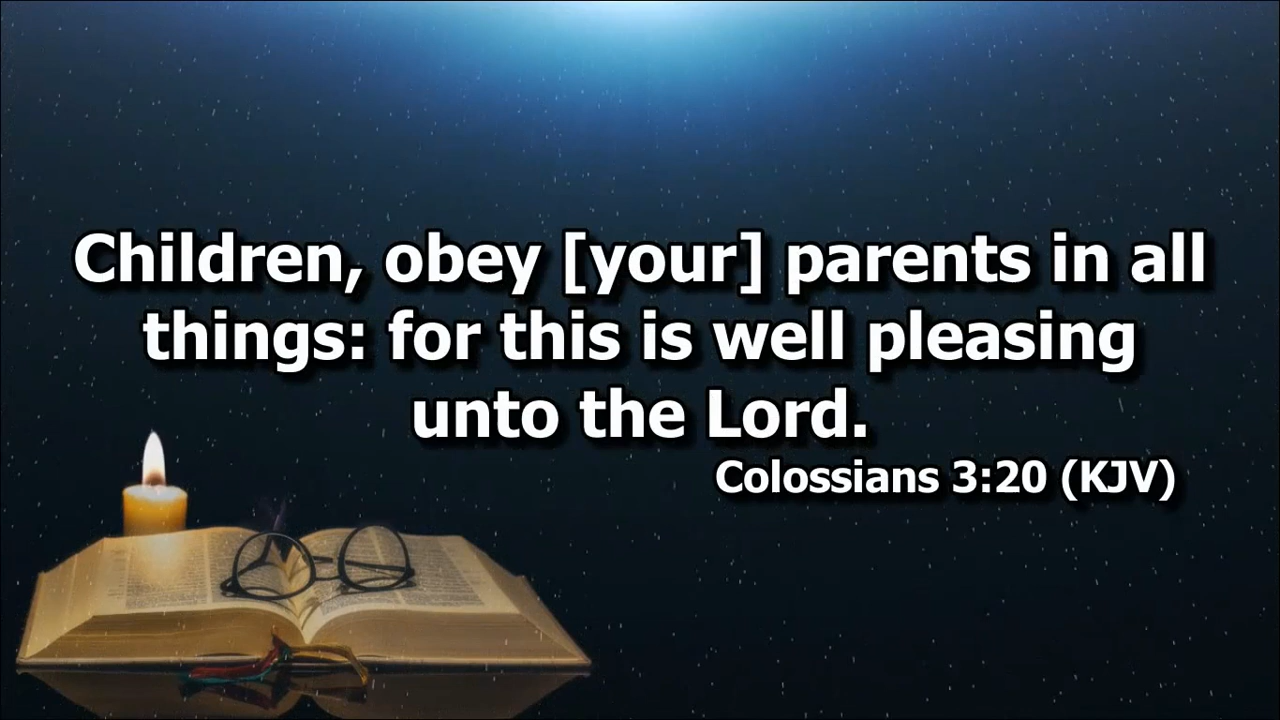 Children, obey [your] parents in all
things: for this is well pleasing
unto the Lord.
Colossians 3:20 (KJV)